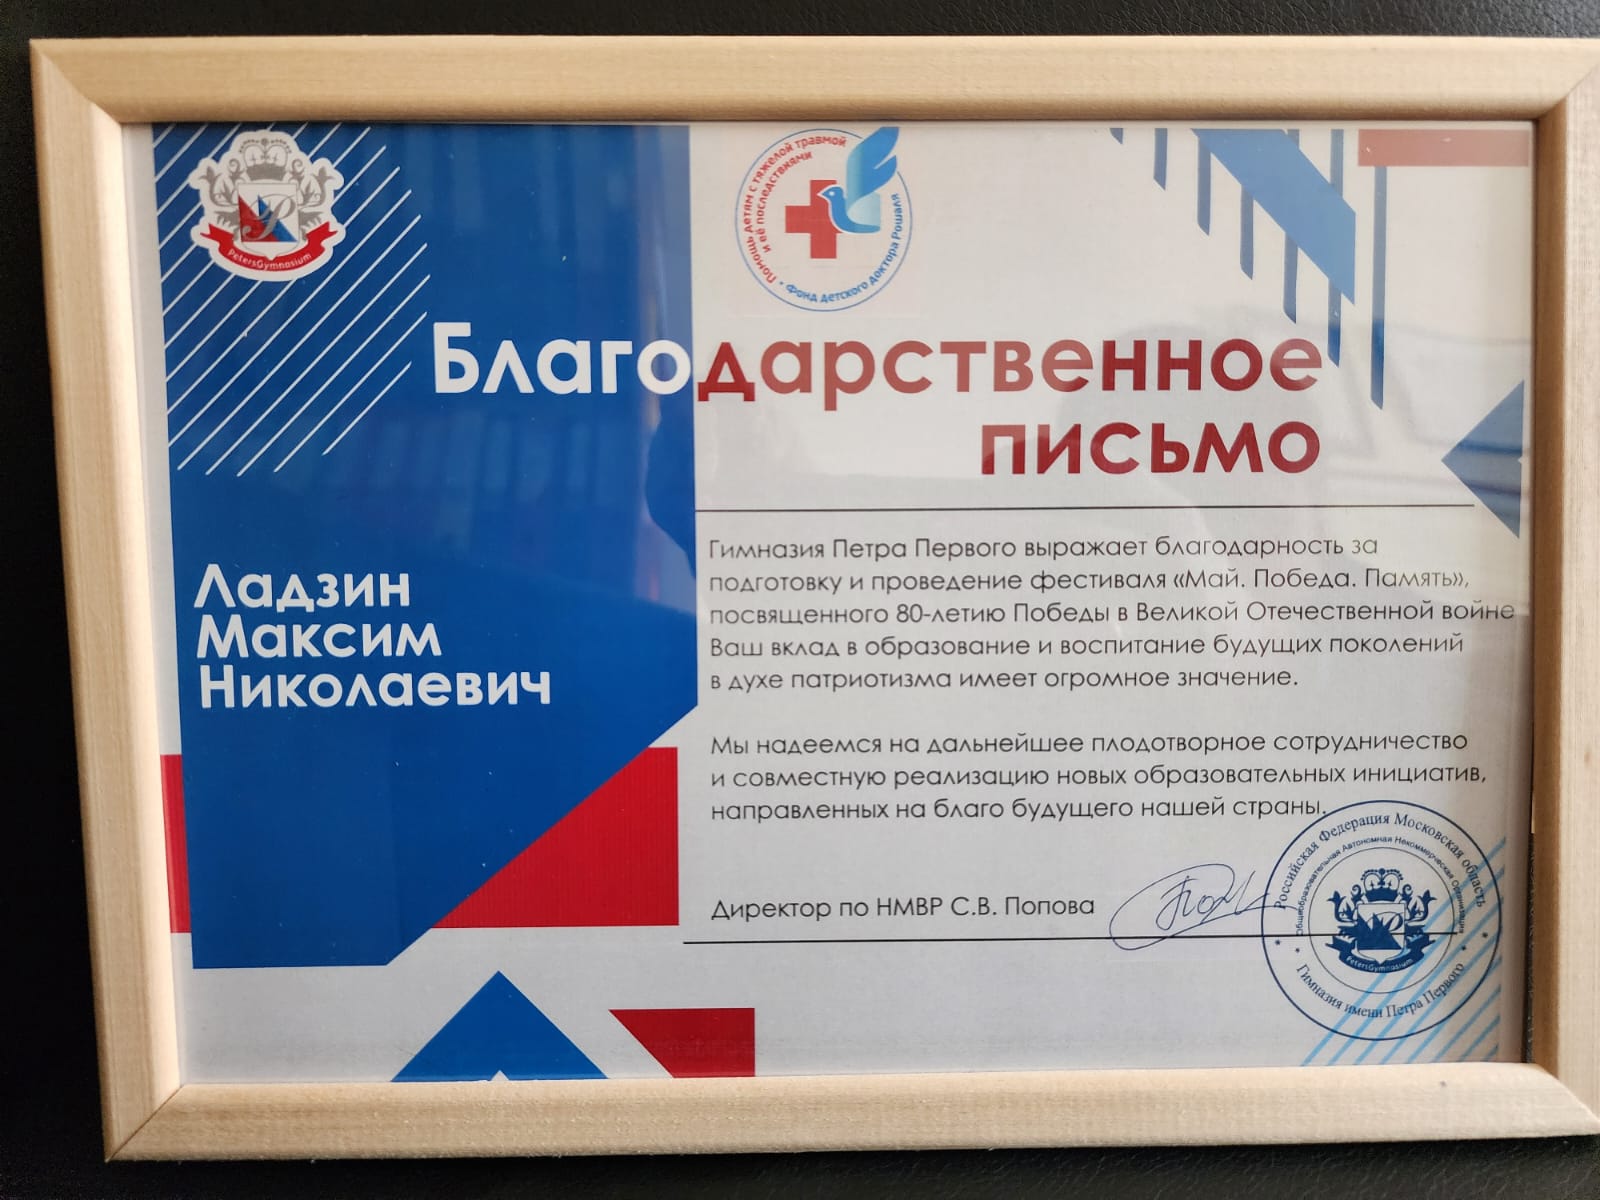 PetersGymnasium
Помощь детям с тяжелой травмой
и её последствиями
• Фонд детского доктора Рошаля
Благодарственное
письмо
Ладзин
Максим
Николаевич
Гимназия Петра Первого выражает благодарность за
подготовку и проведение фестиваля «Май. Победа. Память»,
посвященного 80-летию Победы в Великой Отечественной войне
Ваш вклад в образование и воспитание будущих поколений
в духе патриотизма имеет огромное значение.
Мы надеемся на дальнейшее плодотворное сотрудничество
и совместную реализацию новых образовательных инициатив,
направленных на благо будущего нашей страны.
Директор по НМВР С.В. Попова
Российская Федерация Московская область
Общеобразовательная Автономная Некоммерческая Организация
PetersGymnasium
Гимназия имени Петра Первого